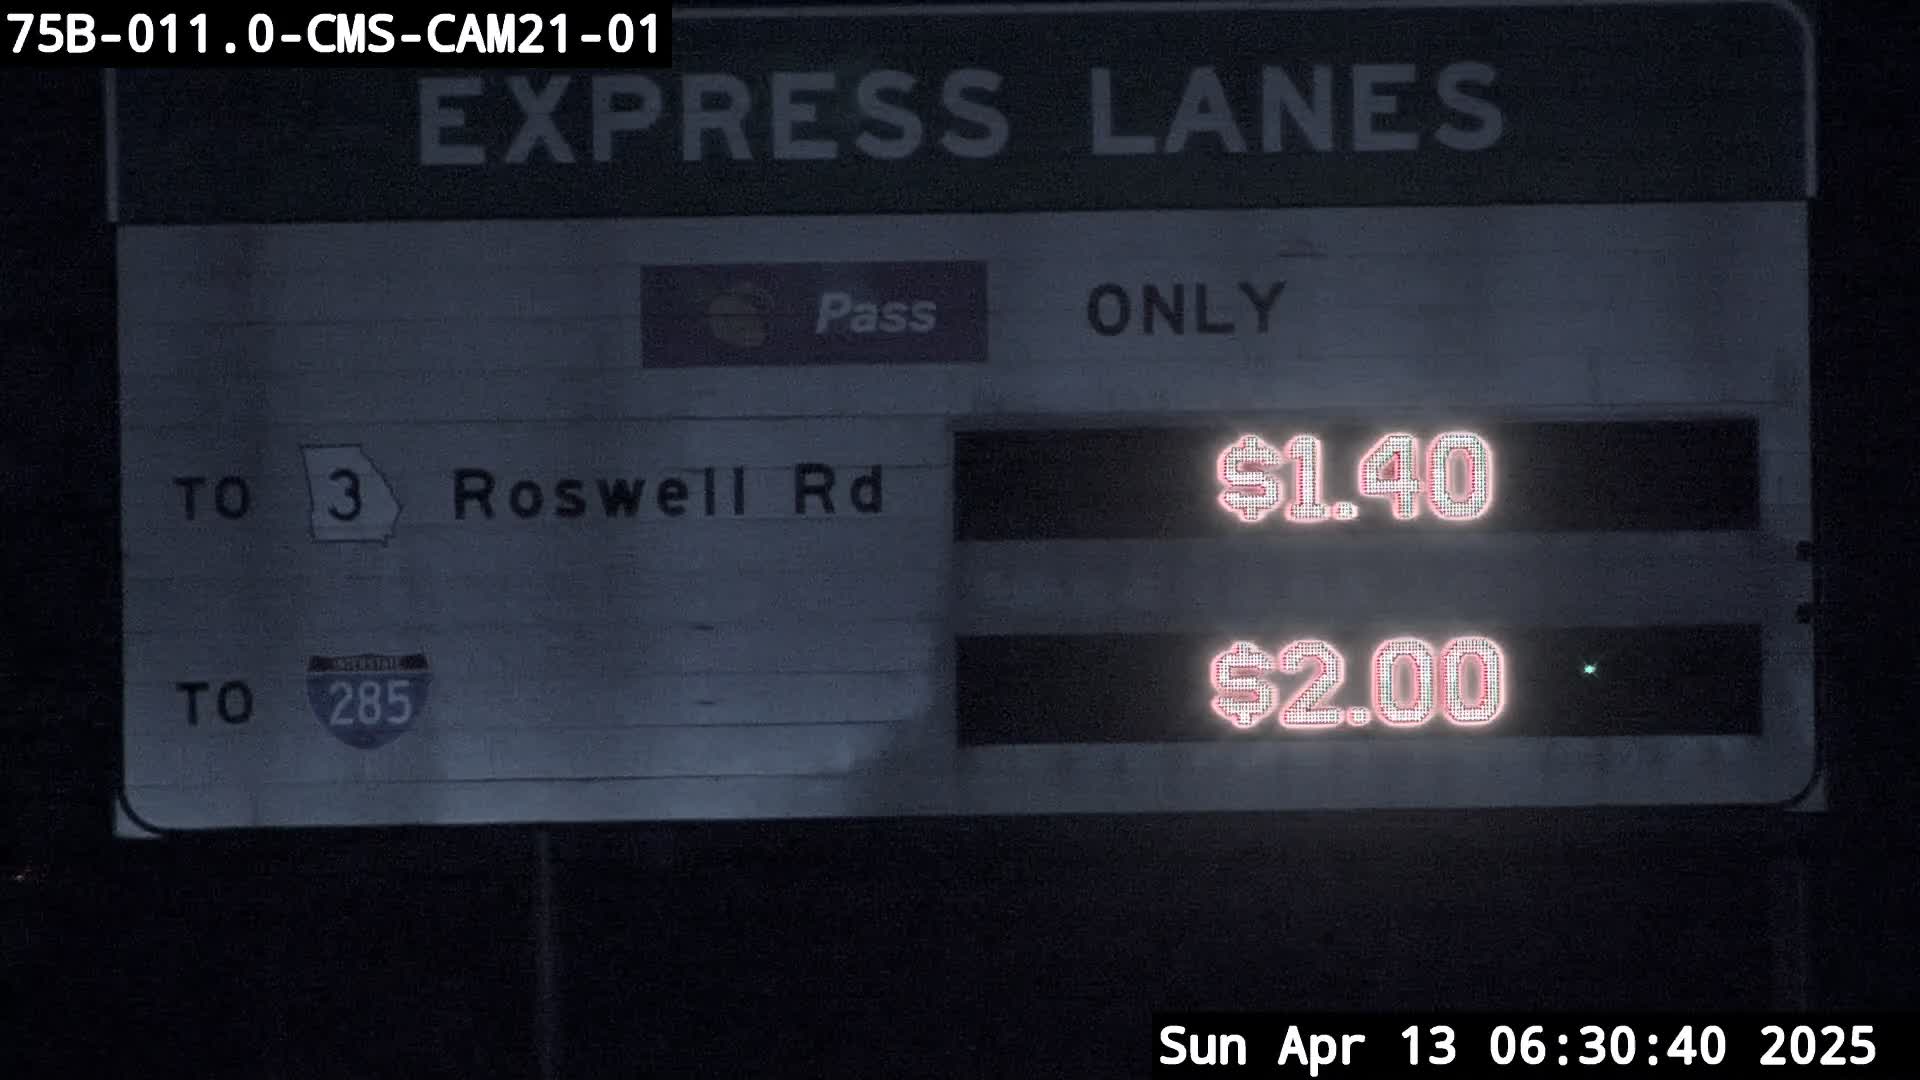 75B-011.0-CMS-CAM21-01
EXPRESS LANES
Pass ONLY
TO 3 Roswell Rd $1.40
TO INTERSTATE 285 $2.00
Sun Apr 13 06:30:40 2025